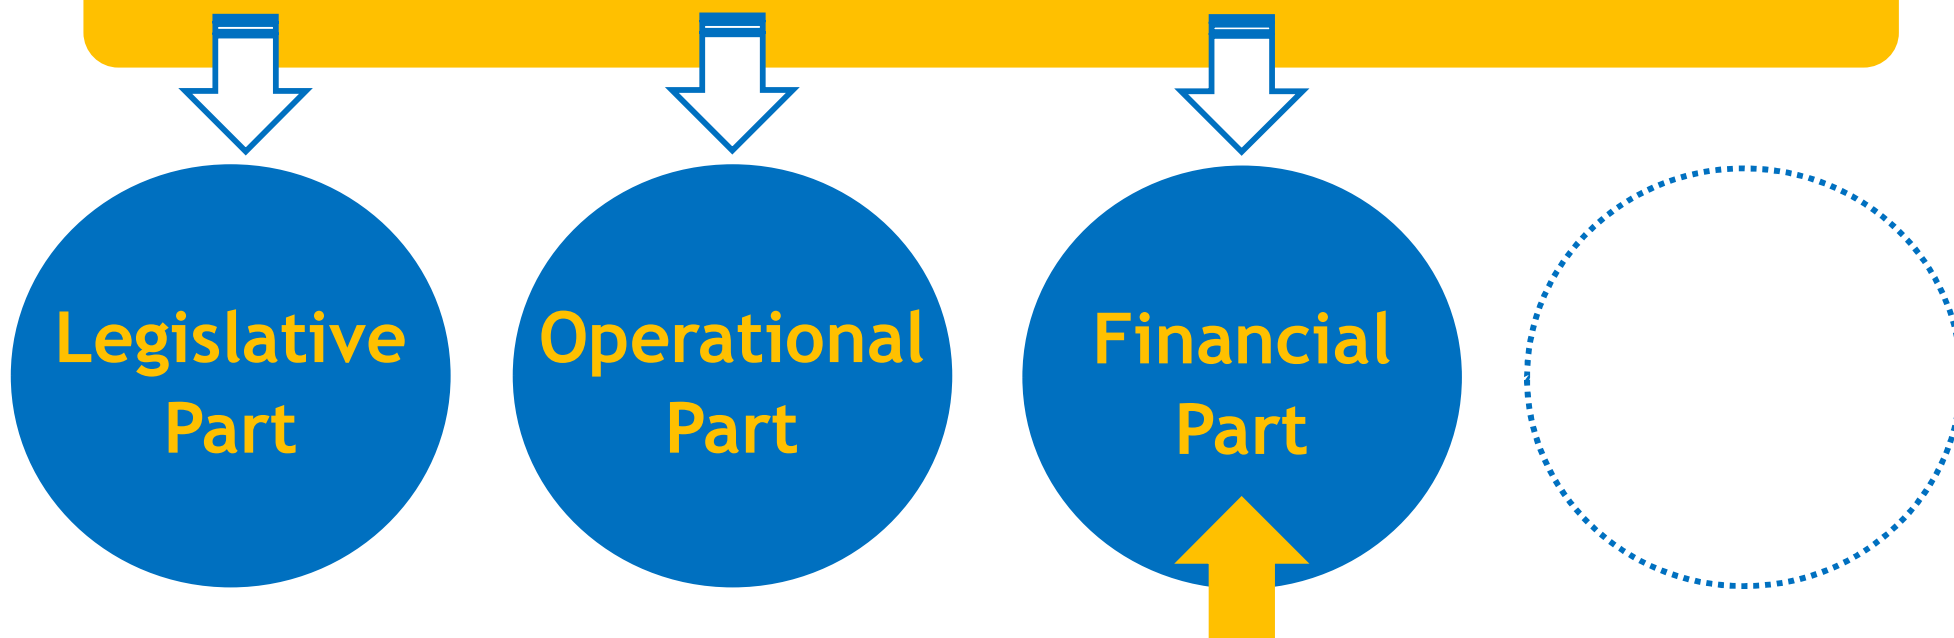 Legislative
Part
Operational
Part
Financial
Part